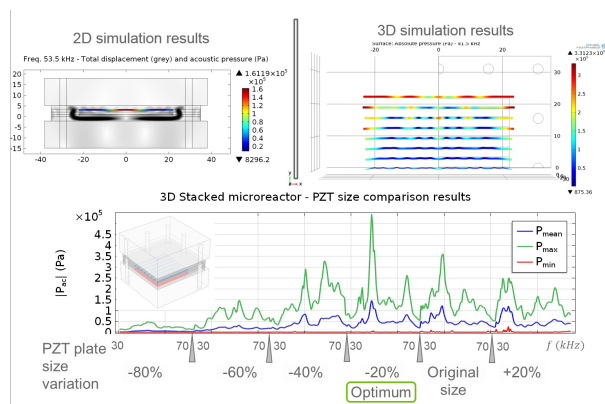 2D simulation results
3D simulation results
Freq. 53.5 kHz - Total displacement (grey) and acoustic pressure (Pa)
20
15
10
5
0
-5
-10
-15
-40
-20
0
20
40
▲ 1.6119×10⁵
×10⁵
1.6
1.4
1.2
1
0.8
0.6
0.4
0.2
▼ 8296.2
Surface: Absolute pressure
-20
-10
0
10
20
30
20
10
0
▲ 3.3123×10⁵
×10⁵
3
2.5
2
1.5
1
0.5
▼ 875.36
y
x
3D Stacked microreactor - PZT size comparison results
×10⁵
4.5
4
3.5
3
2.5
2
1.5
1
0.5
0
|Pac| (Pa)
Pmean
Pmax
Pmin
30 70 30 70 30 70 30 70 30 70 30 f (kHz)
PZT plate
size
variation
-80% -60% -40% -20% Original +20%
size
Optimum